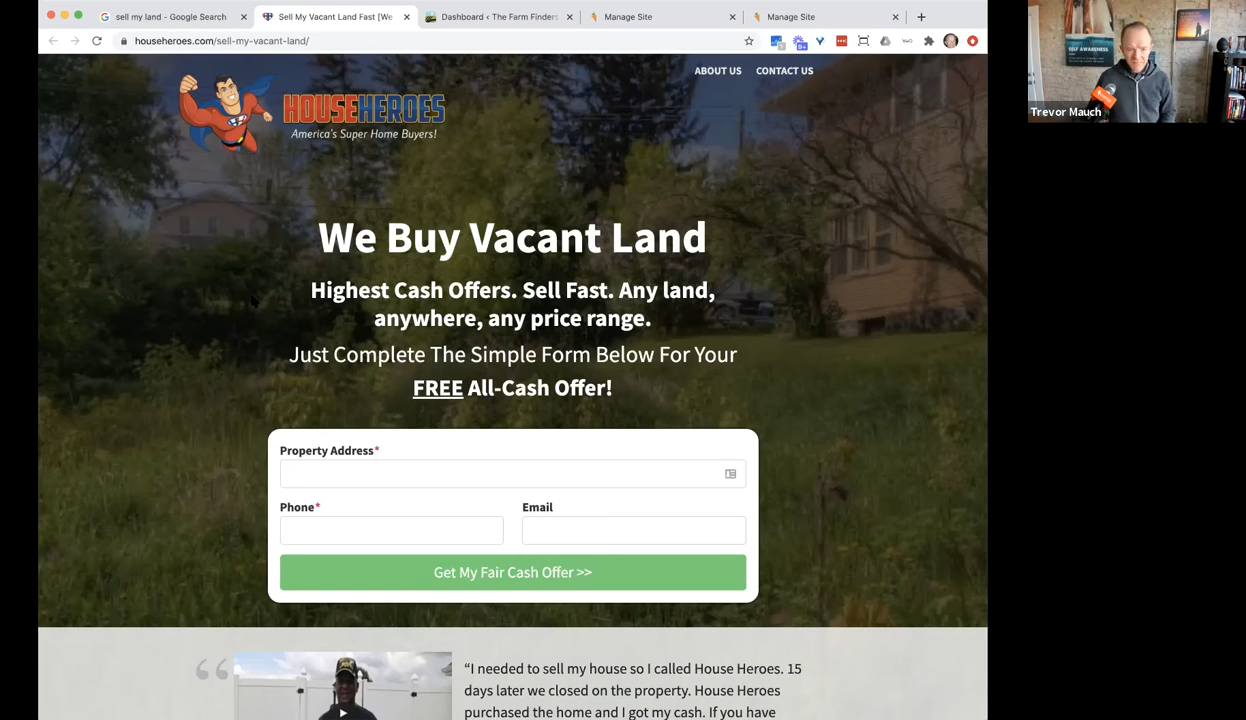 sell my land - Google Search
Sell My Vacant Land Fast [We
Dashboard ‹ The Farm Finders
Manage Site
Manage Site
househeroes.com/sell-my-vacant-land/
ABOUT US CONTACT US
HOUSEHEROES
America's Super Home Buyers!
SELF AWARENESS
Trevor Mauch
We Buy Vacant Land
Highest Cash Offers. Sell Fast. Any land,
anywhere, any price range.
Just Complete The Simple Form Below For Your
FREE All-Cash Offer!
Property Address*
Phone*
Email
Get My Fair Cash Offer >>
“I needed to sell my house so I called House Heroes. 15
days later we closed on the property. House Heroes
purchased the home and I got my cash. If you have